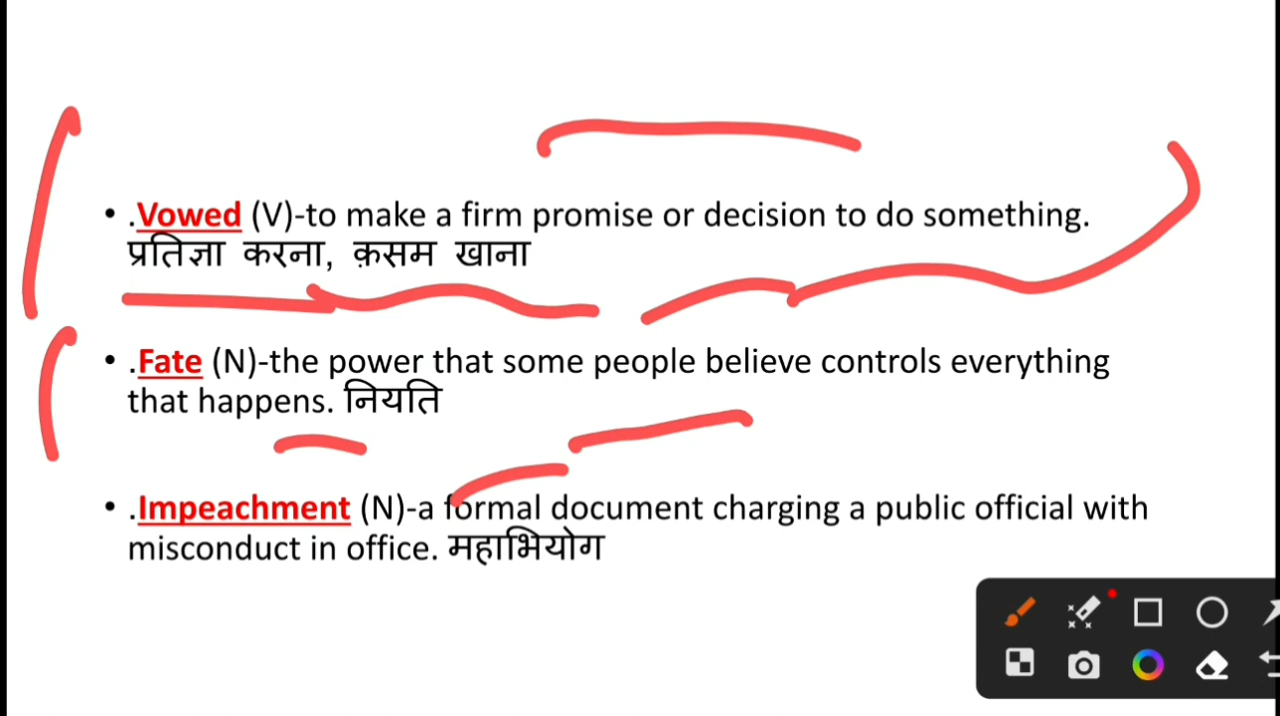 • .Vowed (V)-to make a firm promise or decision to do something.
प्रतिज्ञा करना, क़सम खाना
• .Fate (N)-the power that some people believe controls everything
that happens. नियति
• .Impeachment (N)-a formal document charging a public official with
misconduct in office. महाभियोग